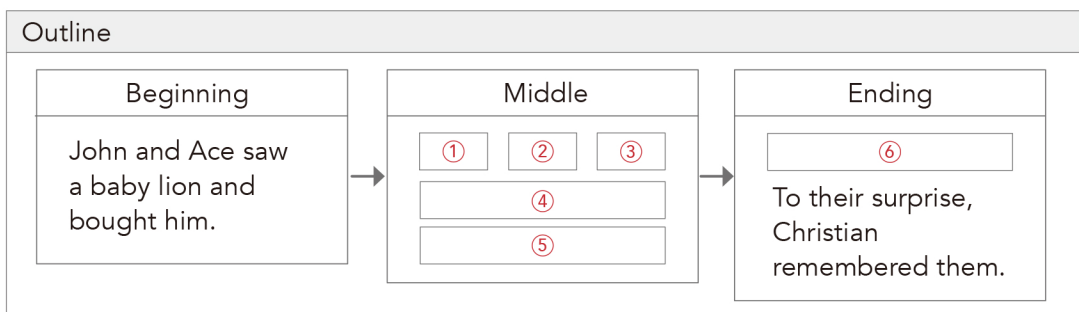 Outline
Beginning
John and Ace saw
a baby lion and
bought him.
Middle
① ② ③
④
⑤
Ending
⑥
To their surprise,
Christian
remembered them.